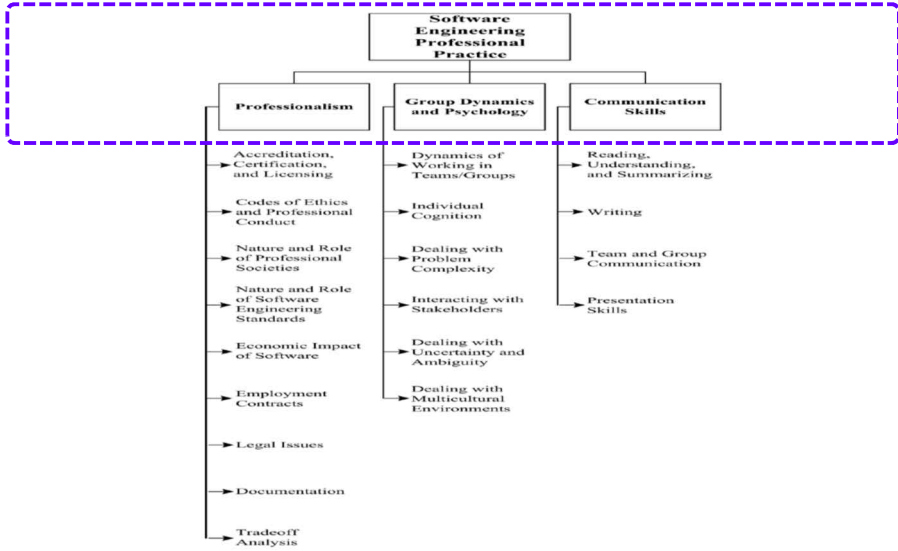 Software
Engineering
Professional
Practice
Professionalism
Group Dynamics
and Psychology
Communication
Skills
Accreditation,
Certification,
and Licensing
Codes of Ethics
and Professional
Conduct
Nature and Role
of Professional
Societies
Nature and Role
of Software
Engineering
Standards
Economic Impact
of Software
Employment
Contracts
Legal Issues
Documentation
Tradeoff
Analysis
Dynamics of
Working in
Teams/Groups
Individual
Cognition
Dealing with
Problem
Complexity
Interacting with
Stakeholders
Dealing with
Uncertainty and
Ambiguity
Dealing with
Multicultural
Environments
Reading,
Understanding,
and Summarizing
Writing
Team and Group
Communication
Presentation
Skills